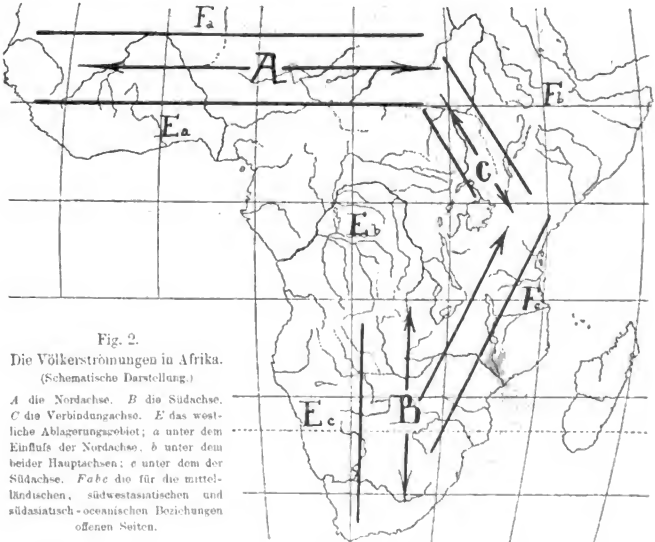 Fa
A
Ea
Fb
C
Eb
Fc
Ec
B
Fig. 2.
Die Völkerströmungen in Afrika.
(Schematische Darstellung.)
A die Nordachse. B die Südachse.
C die Verbindungachse. E das west-
liche Ablagerungsgebiet; a unter dem
Einfluſs der Nordachse, b unter dem
beider Hauptachsen; c unter dem der
Südachse. Fabc die für die mittel-
ländischen, südwestasiatischen und
südasiatisch-oceanischen Beziehungen
offenen Seiten.